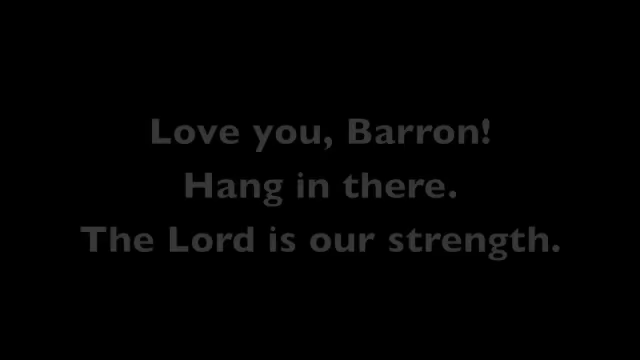 Love you, Barron!
Hang in there.
The Lord is our strength.